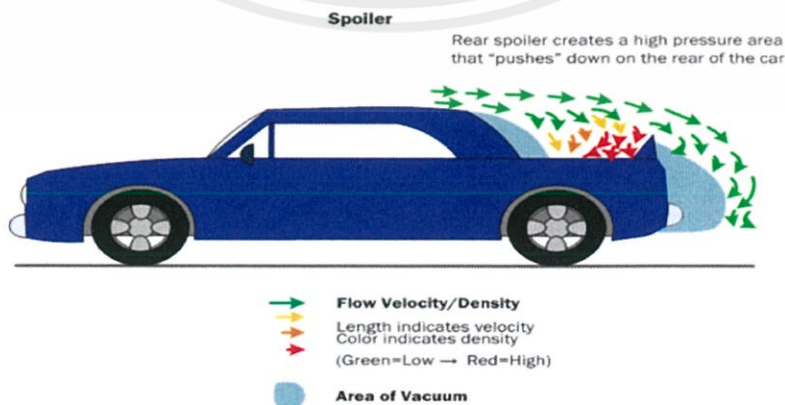 Spoiler
Rear spoiler creates a high pressure area
that “pushes” down on the rear of the car
Flow Velocity/Density
Length indicates velocity
Color indicates density
(Green=Low → Red=High)
Area of Vacuum